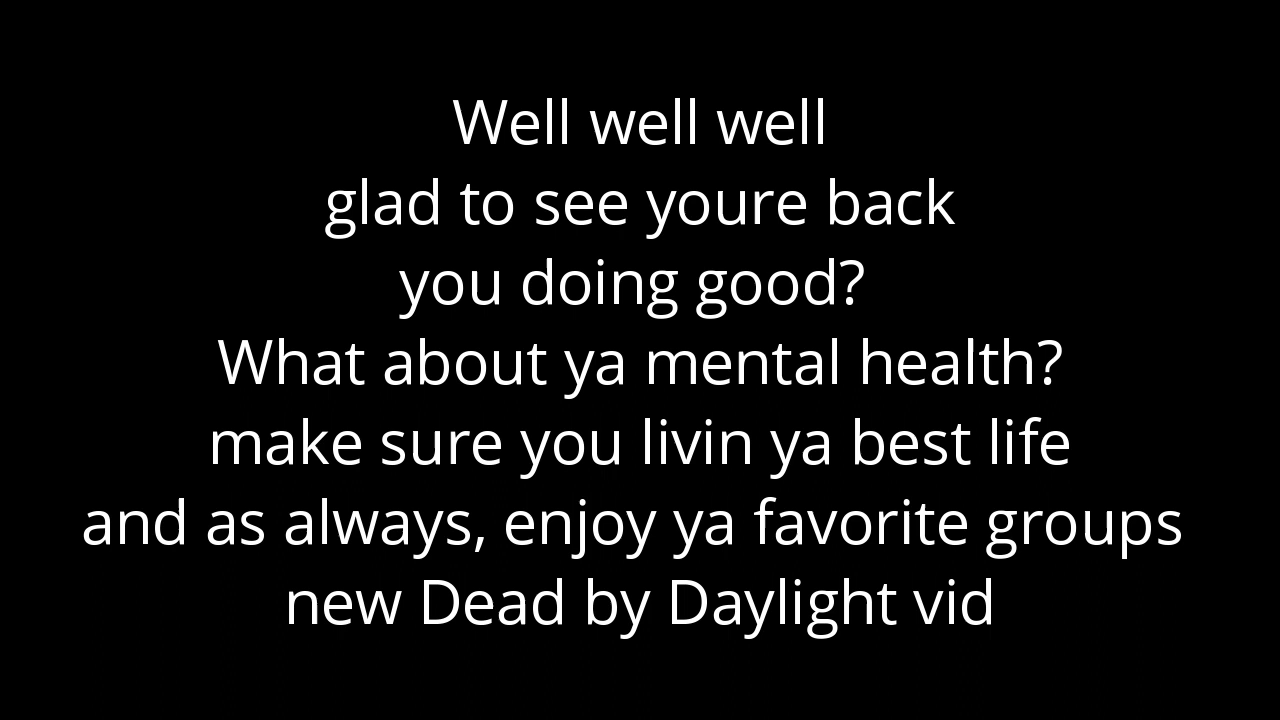 Well well well
glad to see youre back
you doing good?
What about ya mental health?
make sure you livin ya best life
and as always, enjoy ya favorite groups
new Dead by Daylight vid